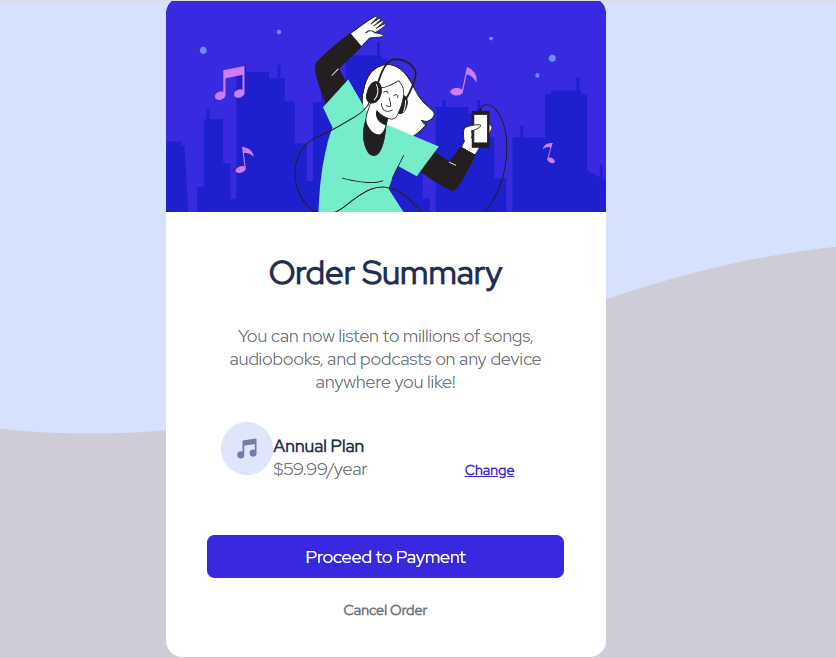 Order Summary
You can now listen to millions of songs,
audiobooks, and podcasts on any device
anywhere you like!
Annual Plan
$59.99/year
Change
Proceed to Payment
Cancel Order